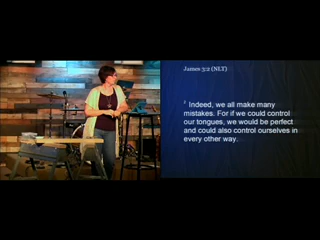 James 3:2 (NLT)
2 Indeed, we all make many
mistakes. For if we could control
our tongues, we would be perfect
and could also control ourselves in
every other way.